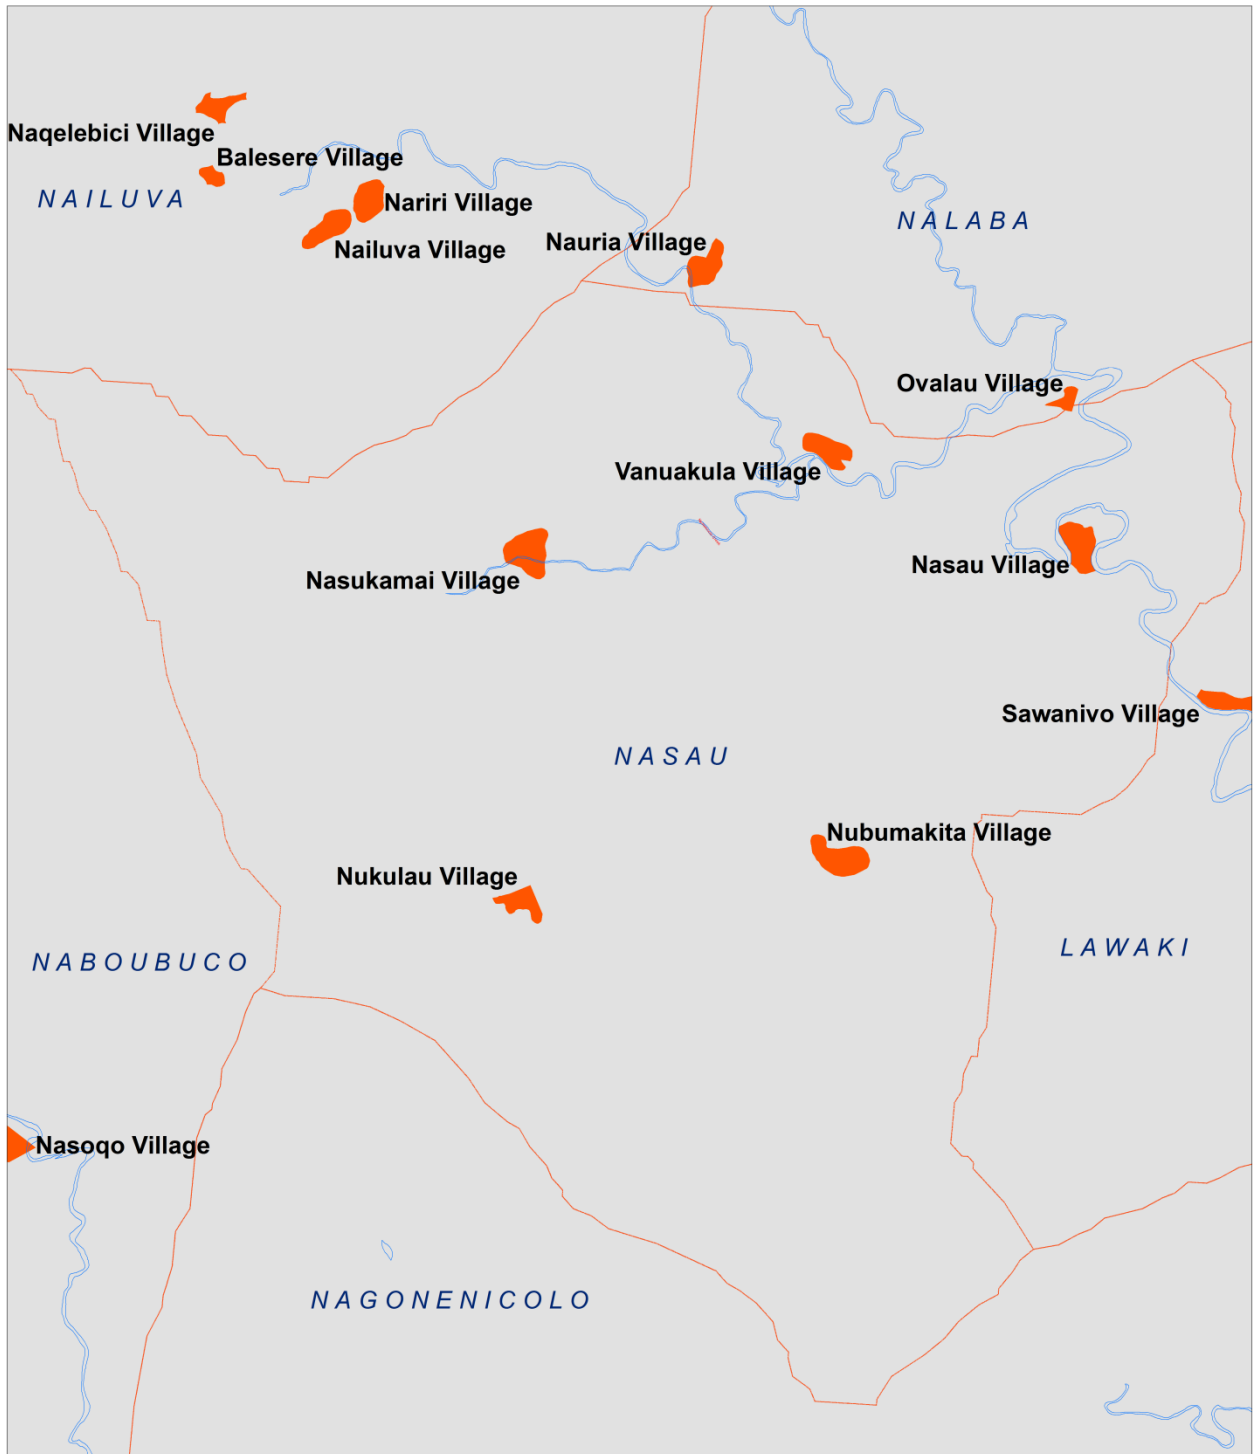 Naqelebici Village
Balesere Village
NAILUVA
Nariri Village
NALABA
Nauria Village
Nailuva Village
Ovalau Village
Vanuakula Village
Nasau Village
Nasukamai Village
Sawanivo Village
NASAU
Nubumakita Village
Nukulau Village
LAWAKI
NABOUBUCO
Nasoqo Village
NAGONENICOLO